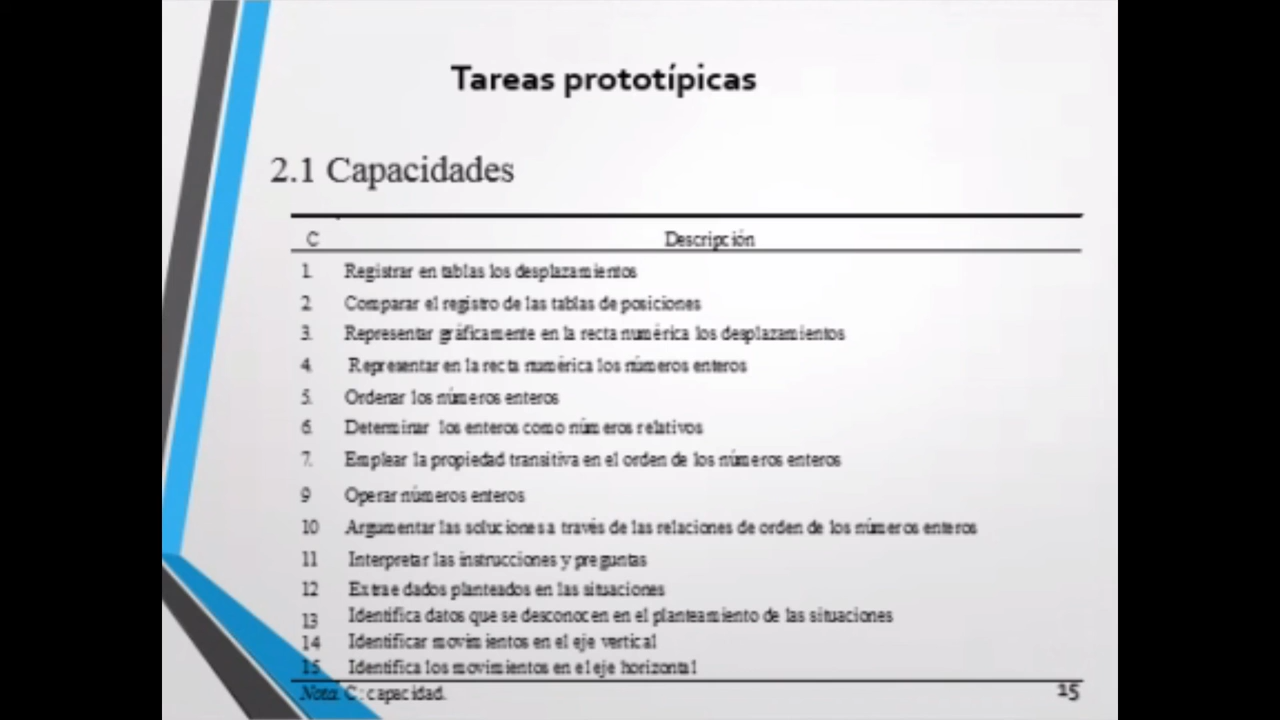 Tareas prototípicas
2.1 Capacidades
C Descripción
1. Registrar en tablas los desplazamientos
2. Comparar el registro de las tablas de posiciones
3. Representar gráficamente en la recta numérica los desplazamientos
4. Representar en la recta numérica los números enteros
5. Ordenar los números enteros
6. Determinar los enteros como números relativos
7. Emplear la propiedad transitiva en el orden de los números enteros
9 Operar números enteros
10 Argumentar las soluciones a través de las relaciones de orden de los números enteros
11 Interpretar las instrucciones y preguntas
12 Extrae dados planteados en las situaciones
13 Identifica datos que se desconocen en el planteamiento de las situaciones
14 Identificar movimientos en el eje vertical
15 Identifica los movimientos en el eje horizontal
Nota: C: capacidad.
15